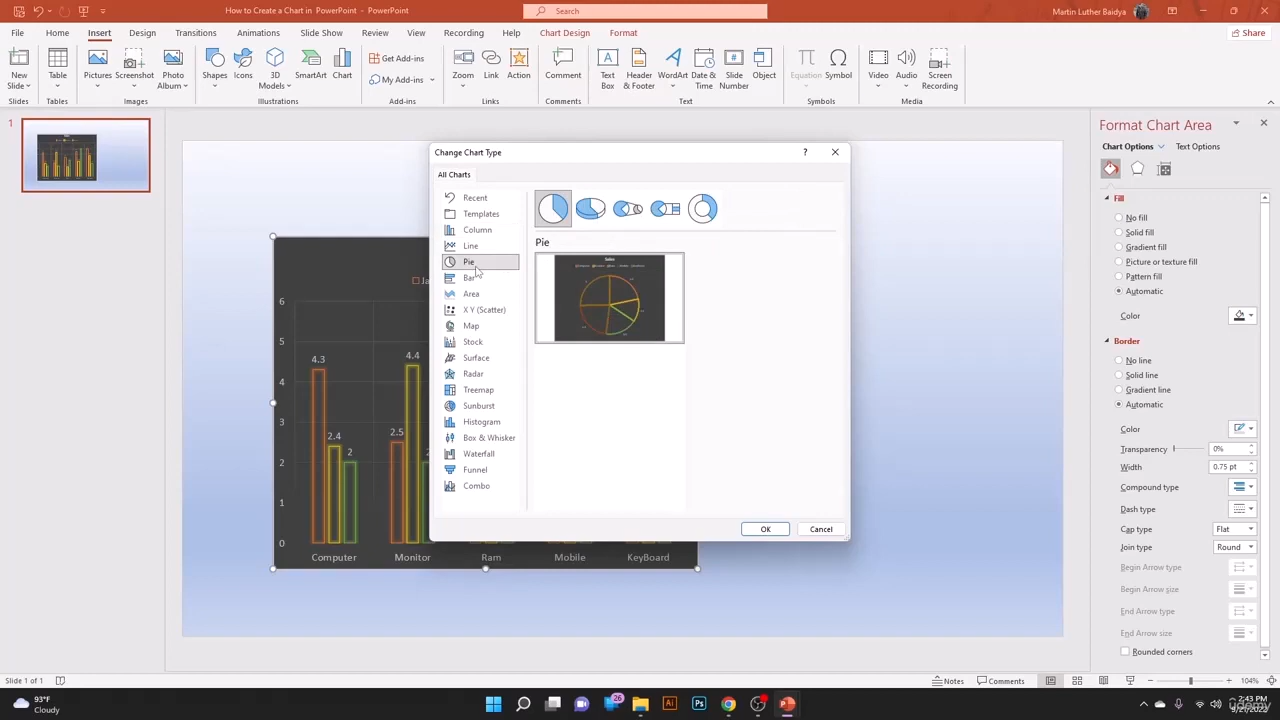 How to Create a Chart in PowerPoint - PowerPoint
Search
Martin Luther Baidya
File Home Insert Design Transitions Animations Slide Show Review View Recording Help Chart Design Format
Share
New Slide
Table
Pictures
Screenshot
Photo Album
Shapes
Icons
3D Models
SmartArt
Chart
Get Add-ins
My Add-ins
Zoom
Link
Action
Comment
Text Box
Header & Footer
WordArt
Date & Time
Slide Number
Object
Equation
Symbol
Video
Audio
Screen Recording
Slides Tables Images Illustrations Add-ins Links Comments Text Symbols Media
1
6
5
4
3
2
1
0
4.3
2.4
2
2.5
4.4
Computer Monitor Ram Mobile KeyBoard
Change Chart Type
?
All Charts
Recent
Templates
Column
Line
Pie
Bar
Area
X Y (Scatter)
Map
Stock
Surface
Radar
Treemap
Sunburst
Histogram
Box & Whisker
Waterfall
Funnel
Combo
Pie
Sales
OK Cancel
Format Chart Area
Chart Options Text Options
Fill
No fill
Solid fill
Gradient fill
Picture or texture fill
Pattern fill
Automatic
Color
Border
No line
Solid line
Gradient line
Automatic
Color
Transparency 0%
Width 0.75 pt
Compound type
Dash type
Cap type Flat
Join type Round
Begin Arrow type
Begin Arrow size
End Arrow type
End Arrow size
Rounded corners
Slide 1 of 1
Notes Comments 104%
93°F
Cloudy
26
Ai
Ps
2:43 PM
udemy